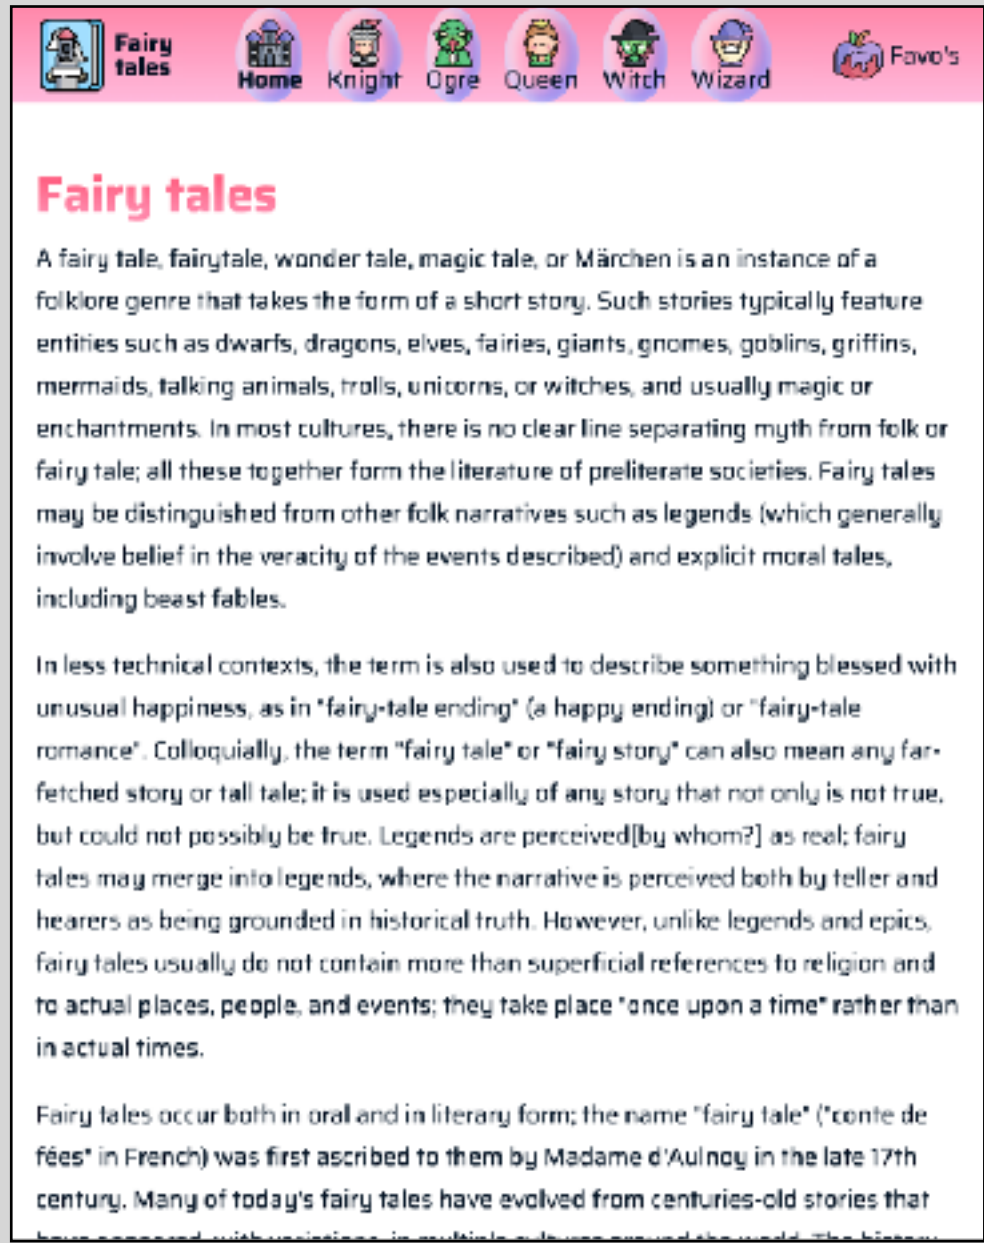 Fairy
tales
Home
Knight
Ogre
Queen
Witch
Wizard
Favo's
Fairy tales
A fairy tale, fairytale, wonder tale, magic tale, or Märchen is an instance of a
folklore genre that takes the form of a short story. Such stories typically feature
entities such as dwarfs, dragons, elves, fairies, giants, gnomes, goblins, griffins,
mermaids, talking animals, trolls, unicorns, or witches, and usually magic or
enchantments. In most cultures, there is no clear line separating myth from folk or
fairy tale; all these together form the literature of preliterate societies. Fairy tales
may be distinguished from other folk narratives such as legends (which generally
involve belief in the veracity of the events described) and explicit moral tales,
including beast fables.
In less technical contexts, the term is also used to describe something blessed with
unusual happiness, as in "fairy-tale ending" (a happy ending) or "fairy-tale
romance". Colloquially, the term "fairy tale" or "fairy story" can also mean any far-
fetched story or tall tale; it is used especially of any story that not only is not true,
but could not possibly be true. Legends are perceived[by whom?] as real; fairy
tales may merge into legends, where the narrative is perceived both by teller and
hearers as being grounded in historical truth. However, unlike legends and epics,
fairy tales usually do not contain more than superficial references to religion and
to actual places, people, and events; they take place "once upon a time" rather than
in actual times.
Fairy tales occur both in oral and in literary form; the name "fairy tale" ("conte de
fées" in French) was first ascribed to them by Madame d'Aulnoy in the late 17th
century. Many of today's fairy tales have evolved from centuries-old stories that
have appeared, with variations, in multiple cultures around the world. The history